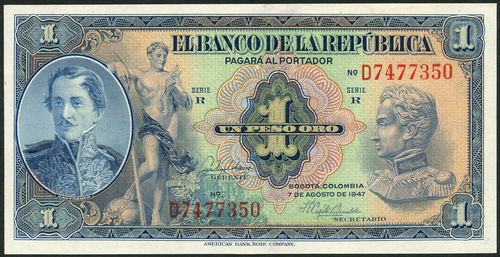 1
EL BANCO DE LA REPÚBLICA
1
PAGARÁ AL PORTADOR
Nº D7477350
SERIE
R
SERIE
R
1
UN PESO ORO
GERENTE
BOGOTA, COLOMBIA.
7 DE AGOSTO DE 1947
Nº
D7477350
SECRETARIO
1
1
AMERICAN BANK NOTE COMPANY.